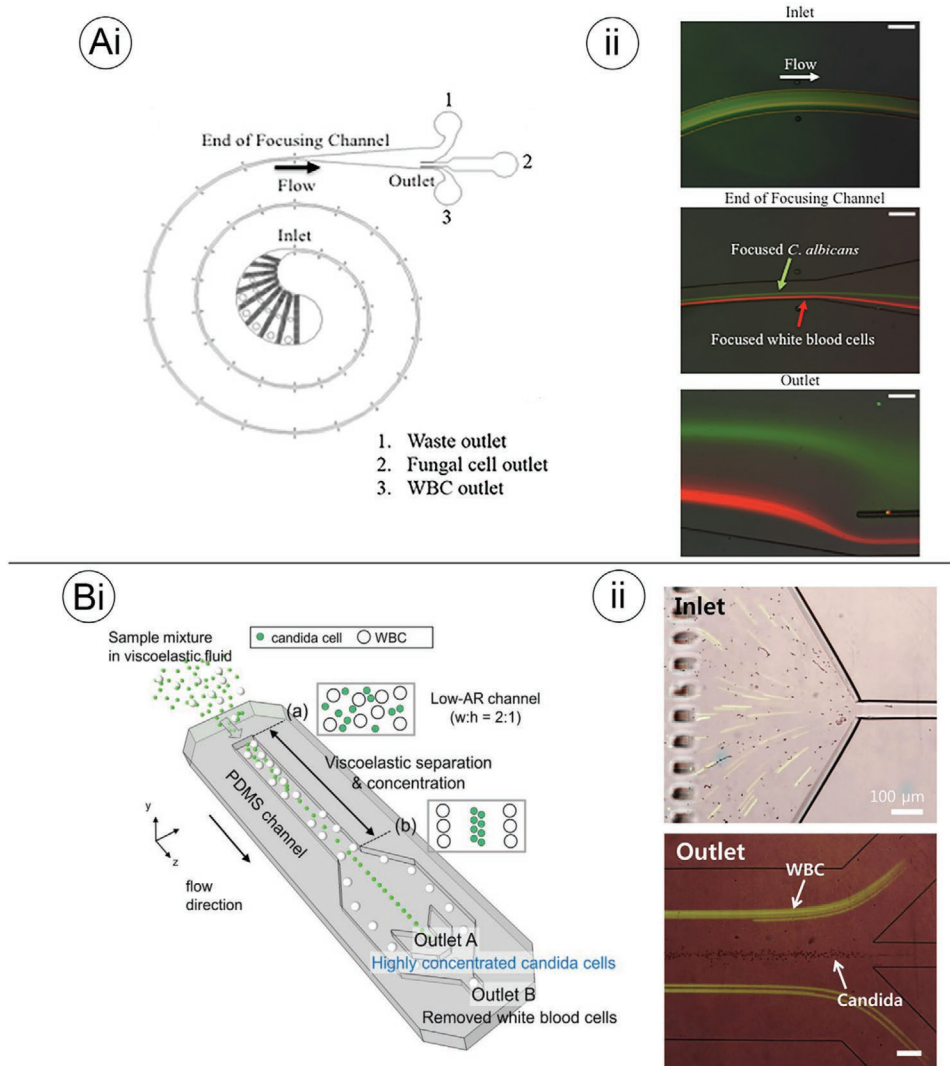 Ai
End of Focusing Channel
Flow
Inlet
Outlet
1
2
3
1. Waste outlet
2. Fungal cell outlet
3. WBC outlet
ii
Inlet
Flow
End of Focusing Channel
Focused C. albicans
Focused white blood cells
Outlet
Bi
Sample mixture
in viscoelastic fluid
candida cell
WBC
(a)
Low-AR channel
(w:h = 2:1)
Viscoelastic separation
& concentration
PDMS channel
(b)
y
x
z
flow
direction
Outlet A
Highly concentrated candida cells
Outlet B
Removed white blood cells
ii
Inlet
100 µm
Outlet
WBC
Candida